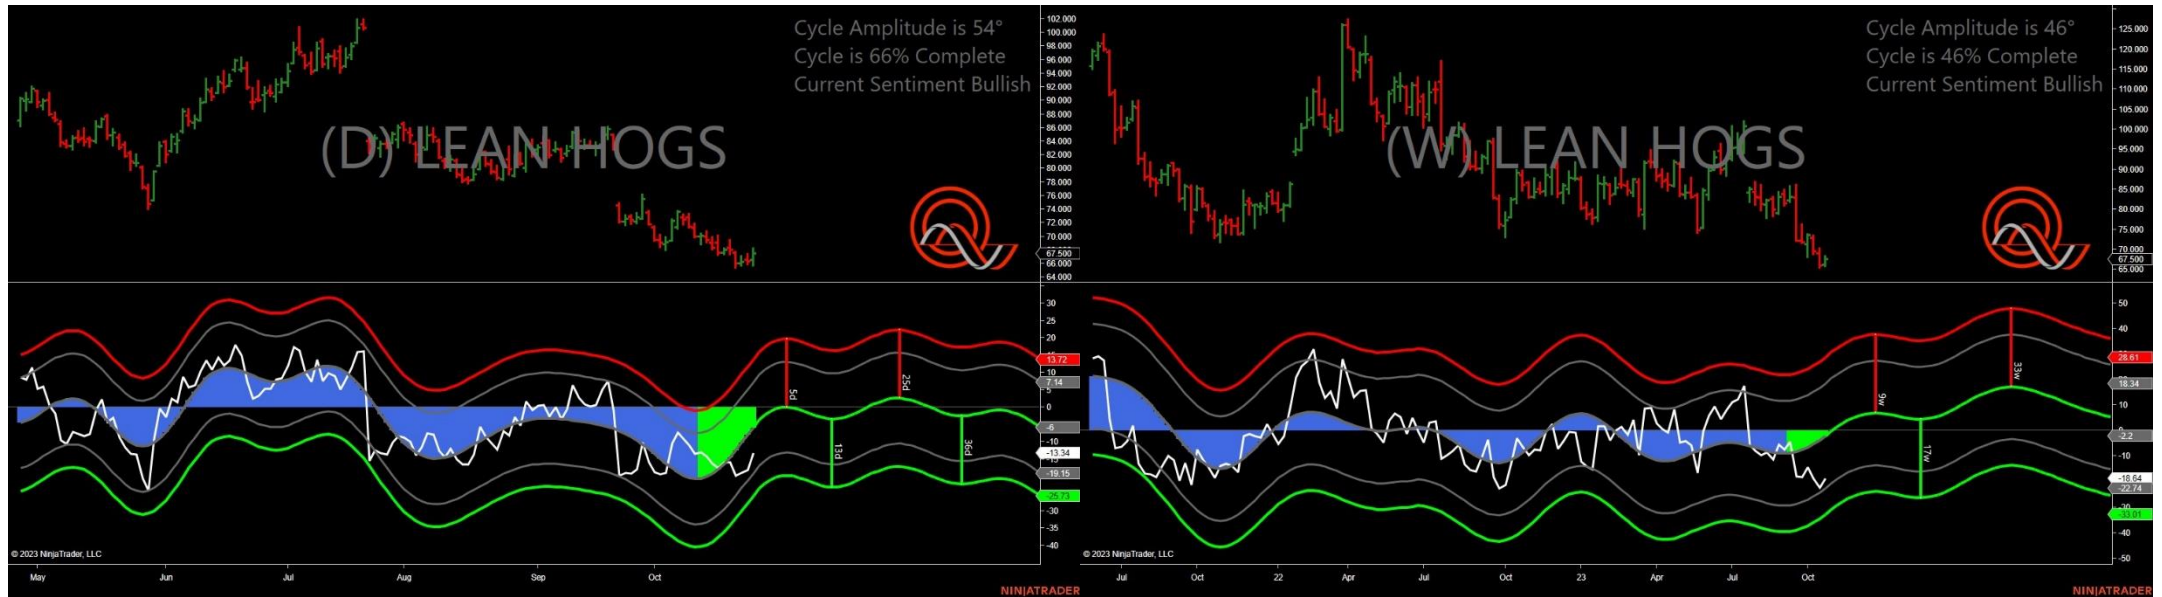 Cycle Amplitude is 54°
Cycle is 66% Complete
Current Sentiment Bullish
(D) LEAN HOGS
102.000
100.000
98.000
96.000
94.000
92.000
90.000
88.000
86.000
84.000
82.000
80.000
78.000
76.000
74.000
72.000
70.000
67.500
66.000
64.000
30
25
20
15
13.72
10
7.14
5
0
-6
-10
-13.34
-19.15
-25.73
-30
-35
-40
5d
13d
25d
36d
© 2023 NinjaTrader, LLC
May
Jun
Jul
Aug
Sep
Oct
NINJATRADER
Cycle Amplitude is 46°
Cycle is 46% Complete
Current Sentiment Bullish
(W) LEAN HOGS
125.000
120.000
115.000
110.000
105.000
100.000
95.000
90.000
85.000
80.000
75.000
70.000
67.500
65.000
50
40
28.61
18.34
10
-2.2
-10
-18.64
-22.74
-33.01
-40
-50
9w
17w
33w
© 2023 NinjaTrader, LLC
Jul
Oct
22
Apr
Jul
Oct
23
Apr
Jul
Oct
NINJATRADER